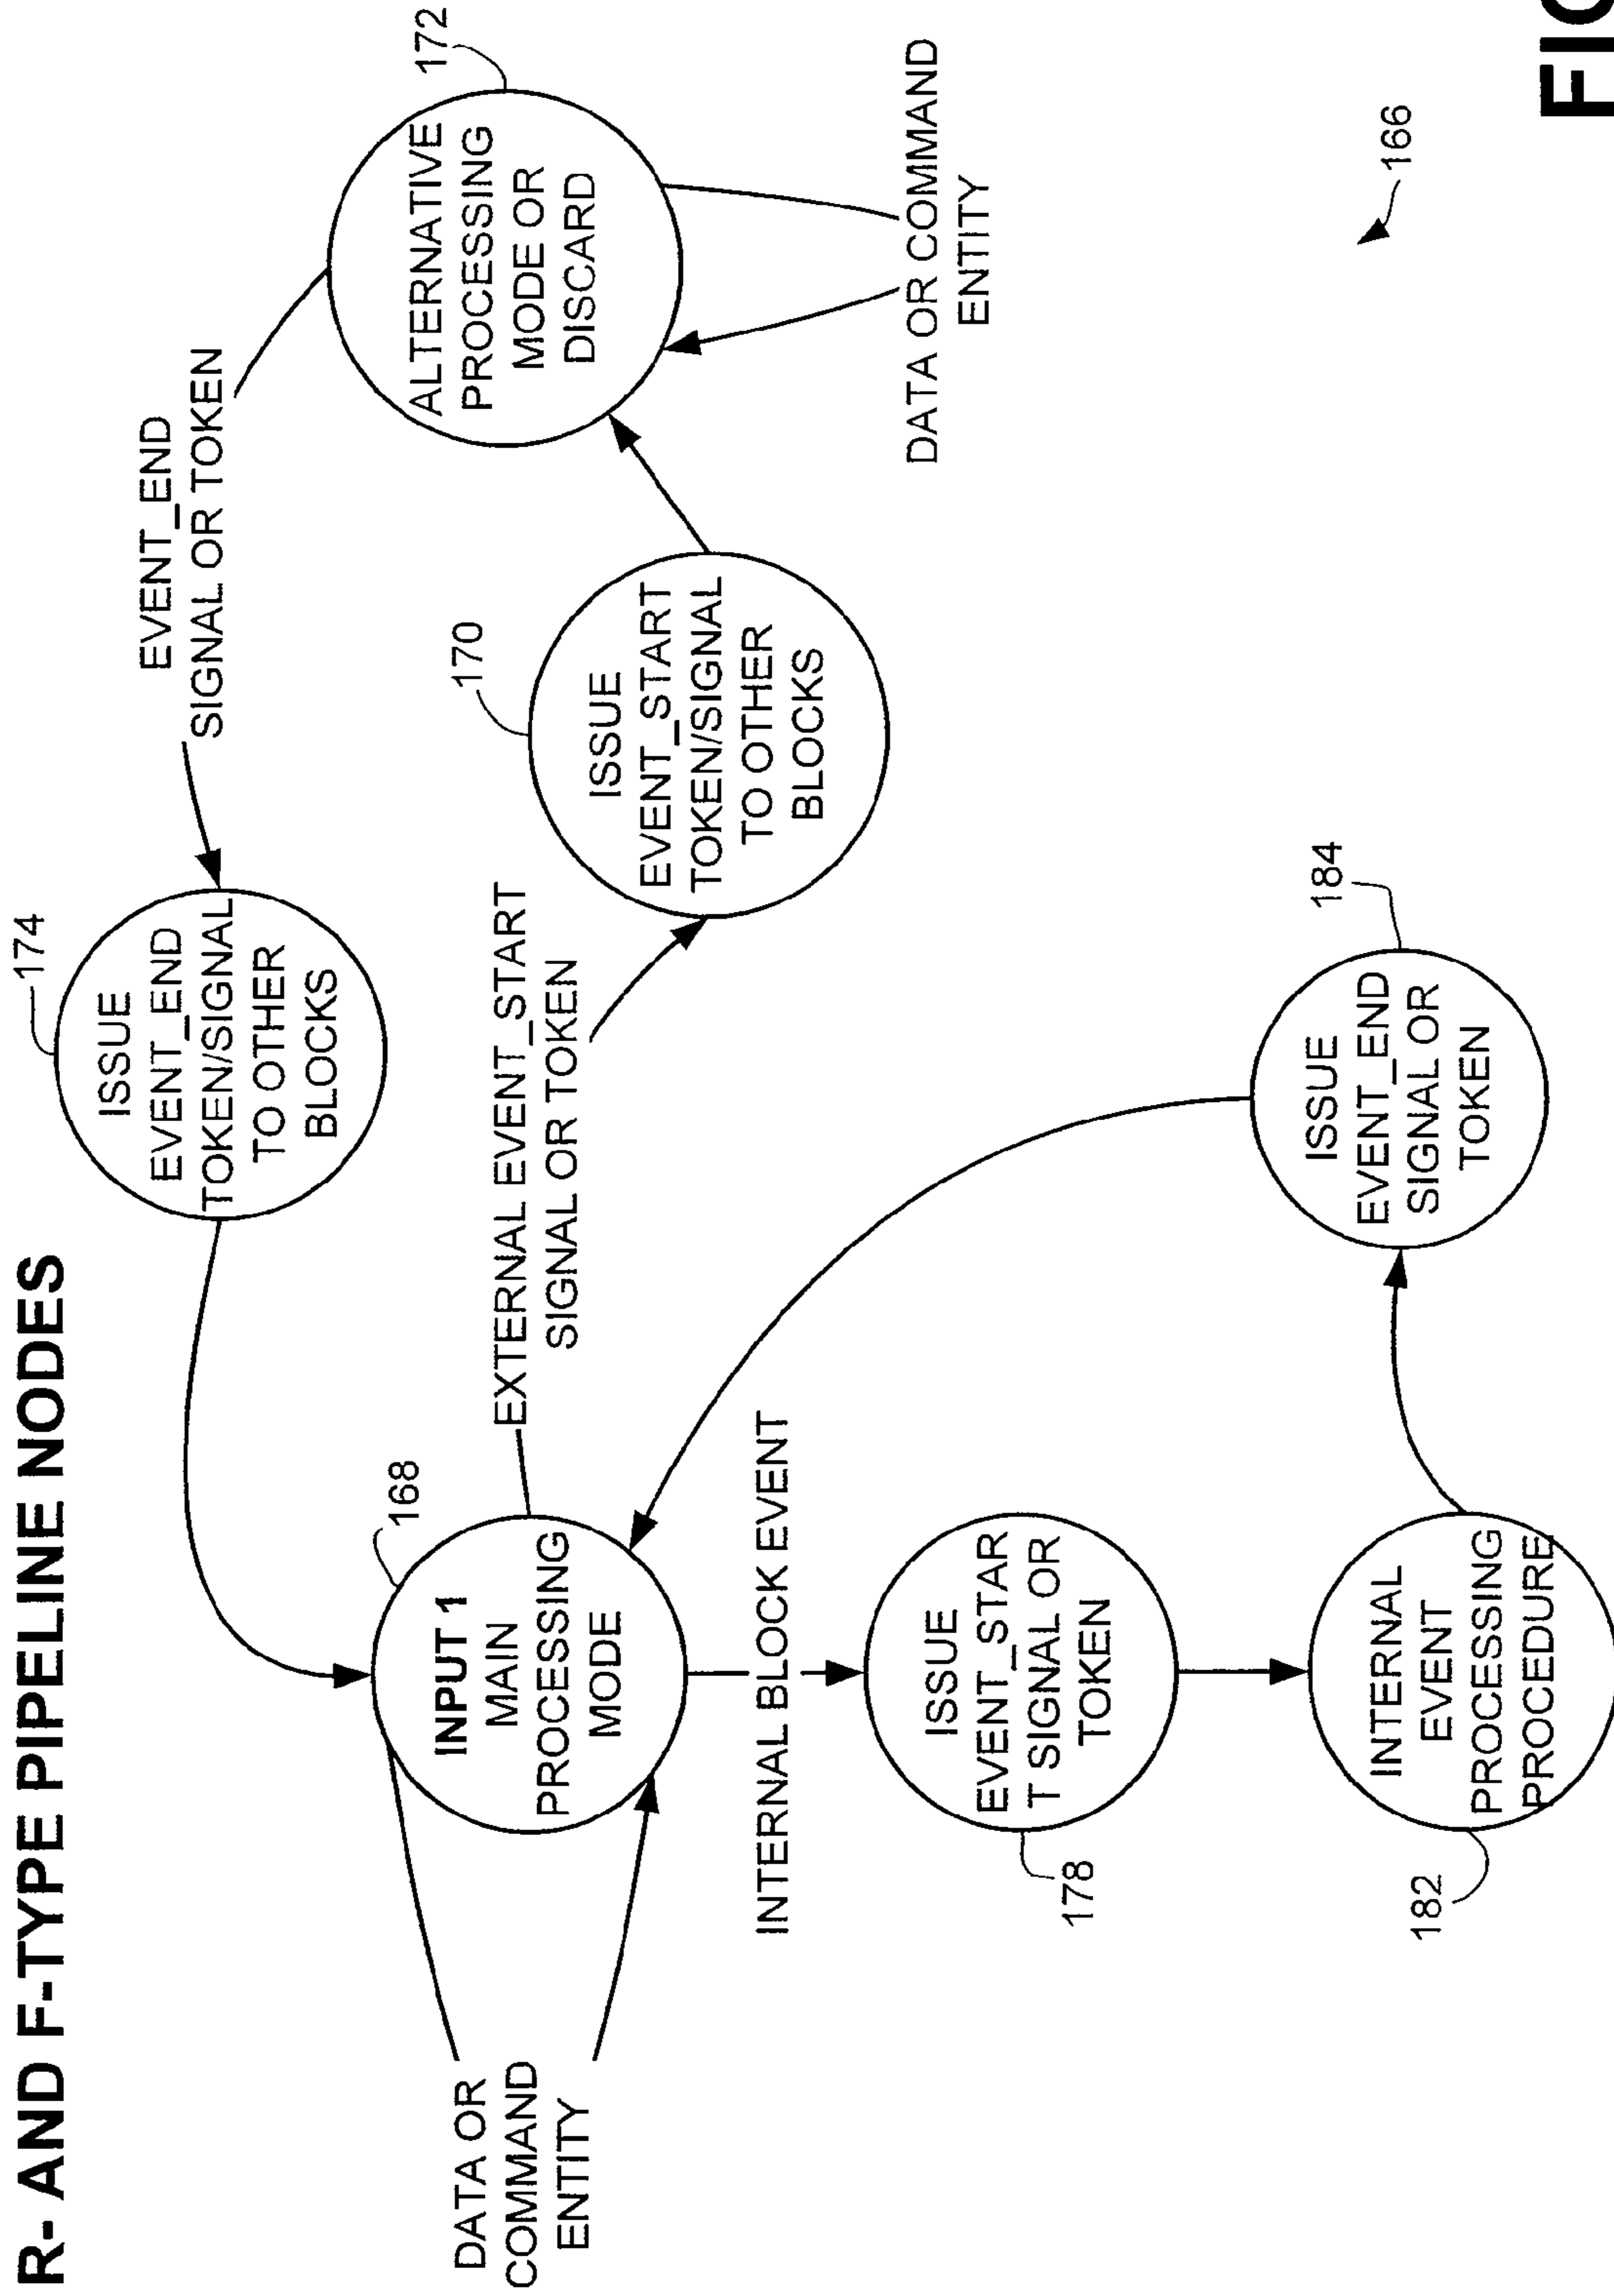 R- AND F-TYPE PIPELINE NODES
174
ISSUE
EVENT_END
TOKEN/SIGNAL
TO OTHER
BLOCKS
EVENT_END
SIGNAL OR TOKEN
172
ALTERNATIVE
PROCESSING
MODE OR
DISCARD
DATA OR COMMAND
ENTITY
170
ISSUE
EVENT_START
TOKEN/SIGNAL
TO OTHER
BLOCKS
EXTERNAL EVENT_START
SIGNAL OR TOKEN
168
INPUT 1
MAIN
PROCESSING
MODE
DATA OR
COMMAND
ENTITY
INTERNAL BLOCK EVENT
178
ISSUE
EVENT_STAR
T SIGNAL OR
TOKEN
182
INTERNAL
EVENT
PROCESSING
PROCEDURE
184
ISSUE
EVENT_END
SIGNAL OR
TOKEN
166